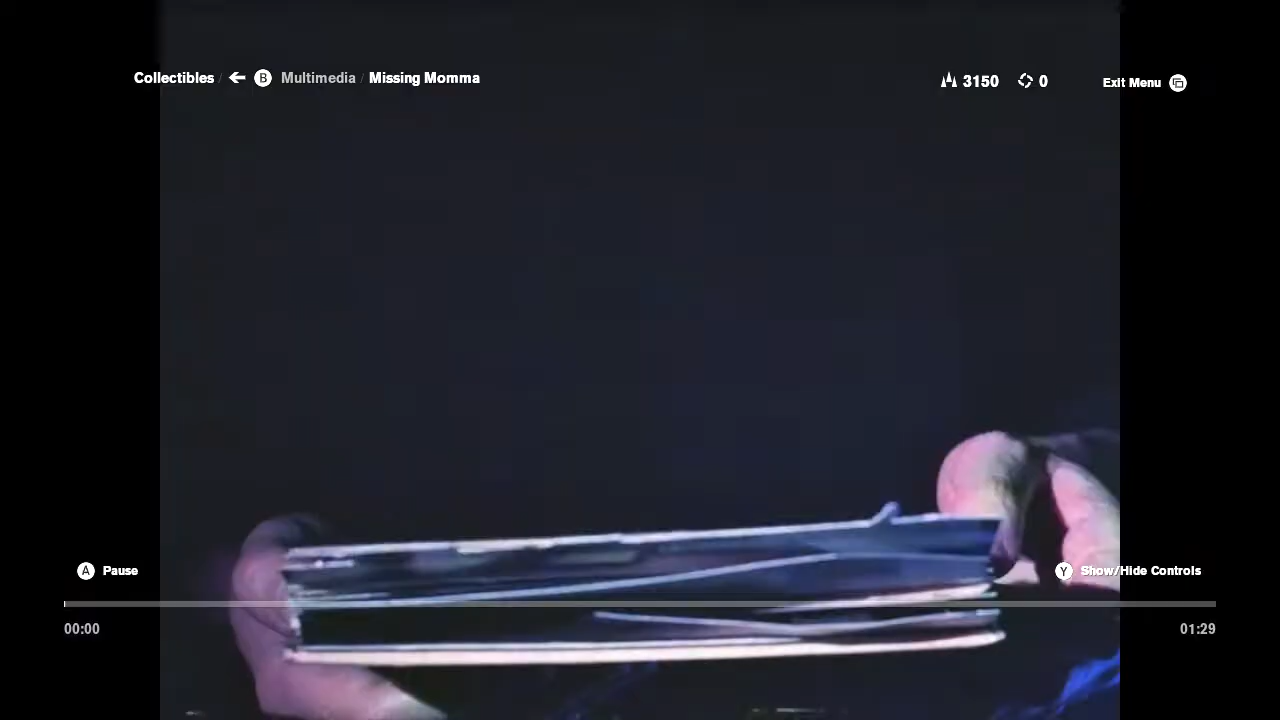 Collectibles / B Multimedia / Missing Momma
3150 0 Exit Menu
A Pause
Y Show/Hide Controls
00:00 01:29